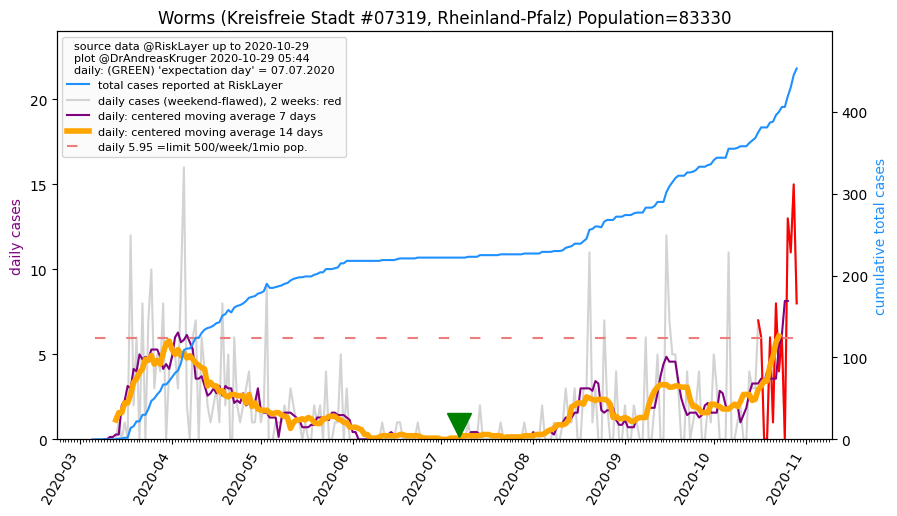 Worms (Kreisfreie Stadt #07319, Rheinland-Pfalz) Population=83330
source data @RiskLayer up to 2020-10-29
plot @DrAndreasKruger 2020-10-29 05:44
daily: (GREEN) 'expectation day' = 07.07.2020
total cases reported at RiskLayer
daily cases (weekend-flawed), 2 weeks: red
daily: centered moving average 7 days
daily: centered moving average 14 days
daily 5.95 =limit 500/week/1mio pop.
daily cases
20
15
10
5
0
cumulative total cases
400
300
200
100
0
2020-03
2020-04
2020-05
2020-06
2020-07
2020-08
2020-09
2020-10
2020-11